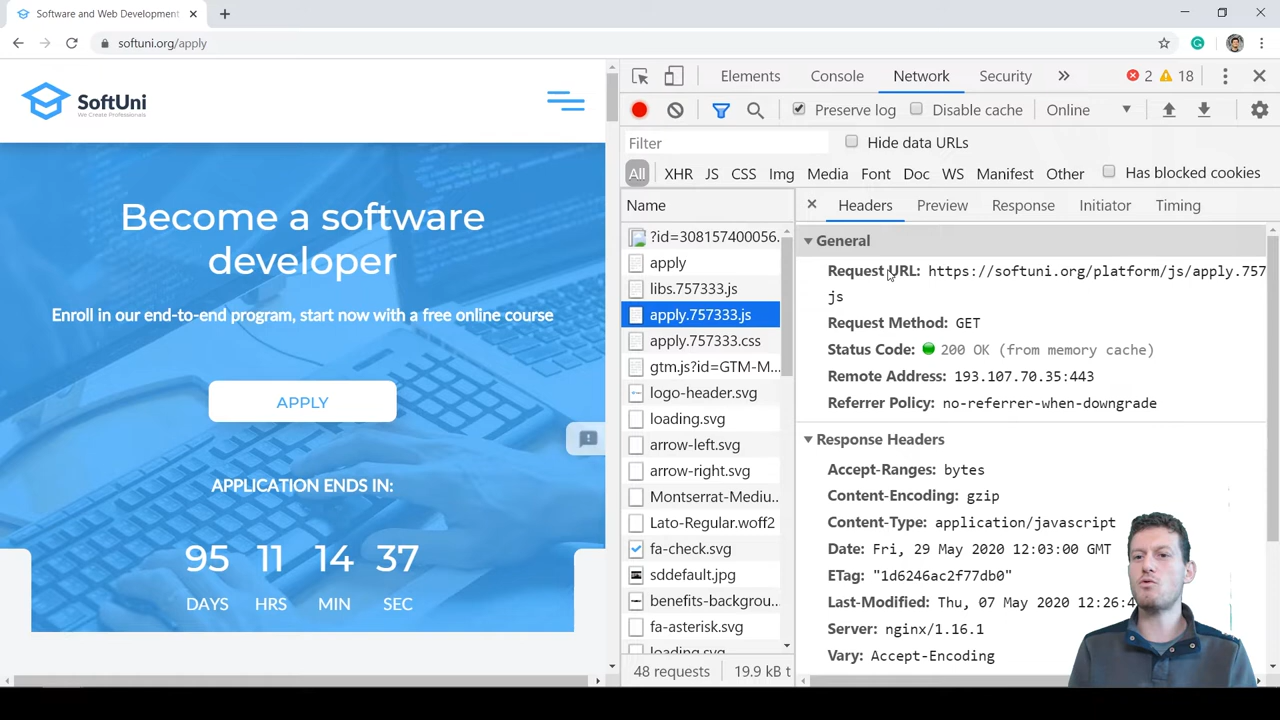 Software and Web Development
softuni.org/apply
SoftUni
We Create Professionals
Become a software
developer
Enroll in our end-to-end program, start now with a free online course
APPLY
APPLICATION ENDS IN:
95 11 14 37
DAYS HRS MIN SEC
Elements Console Network Security » 2 18
Preserve log Disable cache Online
Filter Hide data URLs
All XHR JS CSS Img Media Font Doc WS Manifest Other Has blocked cookies
Name
?id=308157400056.
apply
libs.757333.js
apply.757333.js
apply.757333.css
gtm.js?id=GTM-M...
logo-header.svg
loading.svg
arrow-left.svg
arrow-right.svg
Montserrat-Mediu..
Lato-Regular.woff2
fa-check.svg
sddefault.jpg
benefits-backgrou...
fa-asterisk.svg
loading.svg
48 requests 19.9 kB t
Headers Preview Response Initiator Timing
General
Request URL: https://softuni.org/platform/js/apply.757
js
Request Method: GET
Status Code: 200 OK (from memory cache)
Remote Address: 193.107.70.35:443
Referrer Policy: no-referrer-when-downgrade
Response Headers
Accept-Ranges: bytes
Content-Encoding: gzip
Content-Type: application/javascript
Date: Fri, 29 May 2020 12:03:00 GMT
ETag: "1d6246ac2f77db0"
Last-Modified: Thu, 07 May 2020 12:26:4
Server: nginx/1.16.1
Vary: Accept-Encoding